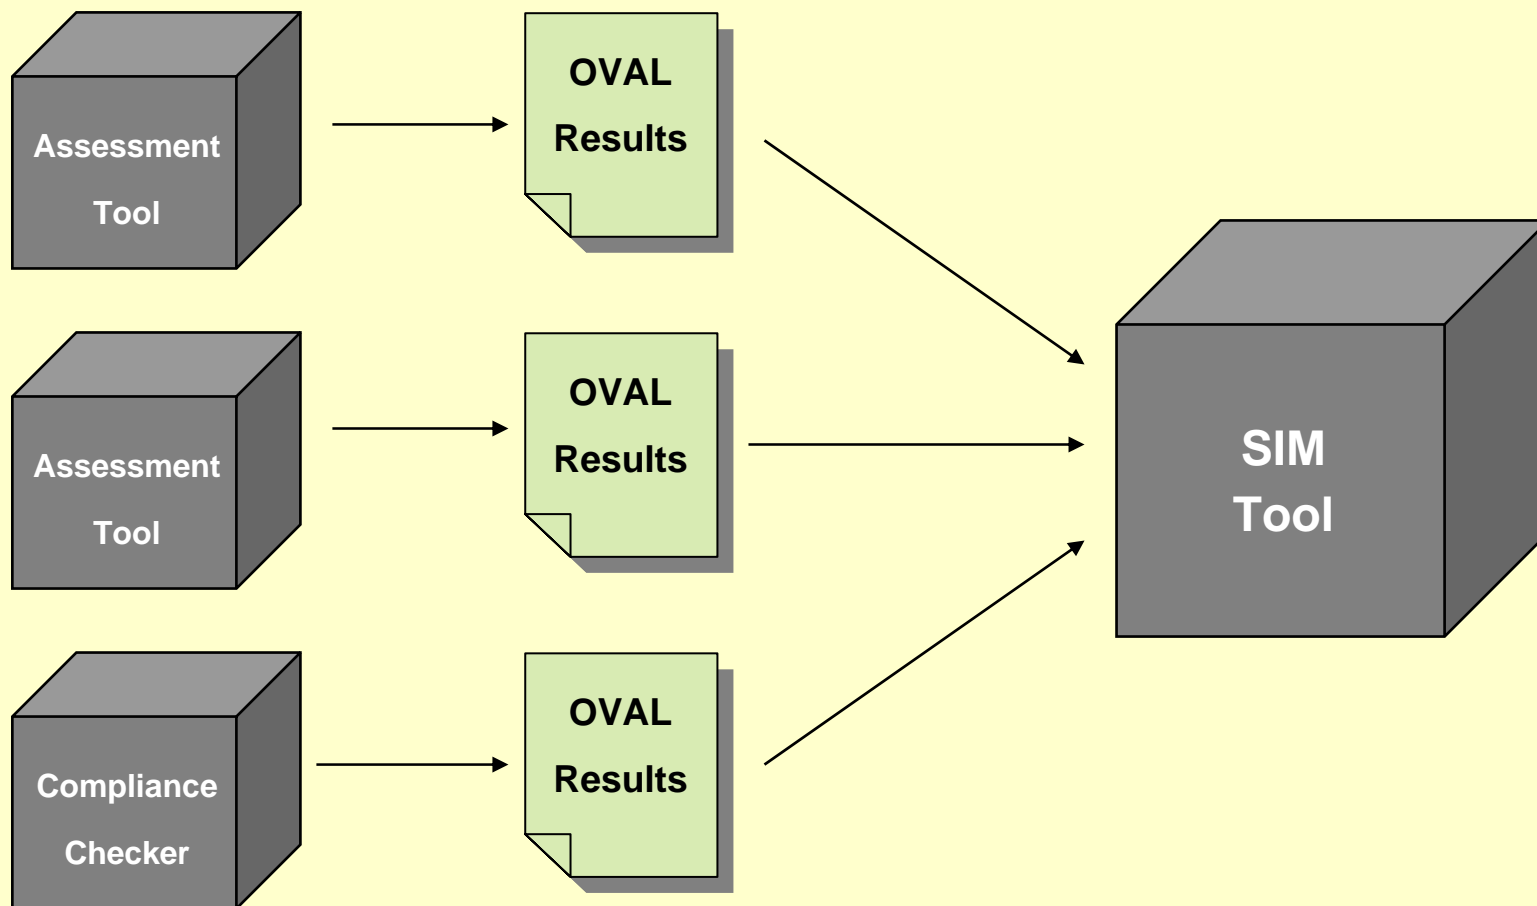 Assessment
Tool
OVAL
Results
Assessment
Tool
OVAL
Results
Compliance
Checker
OVAL
Results
SIM
Tool